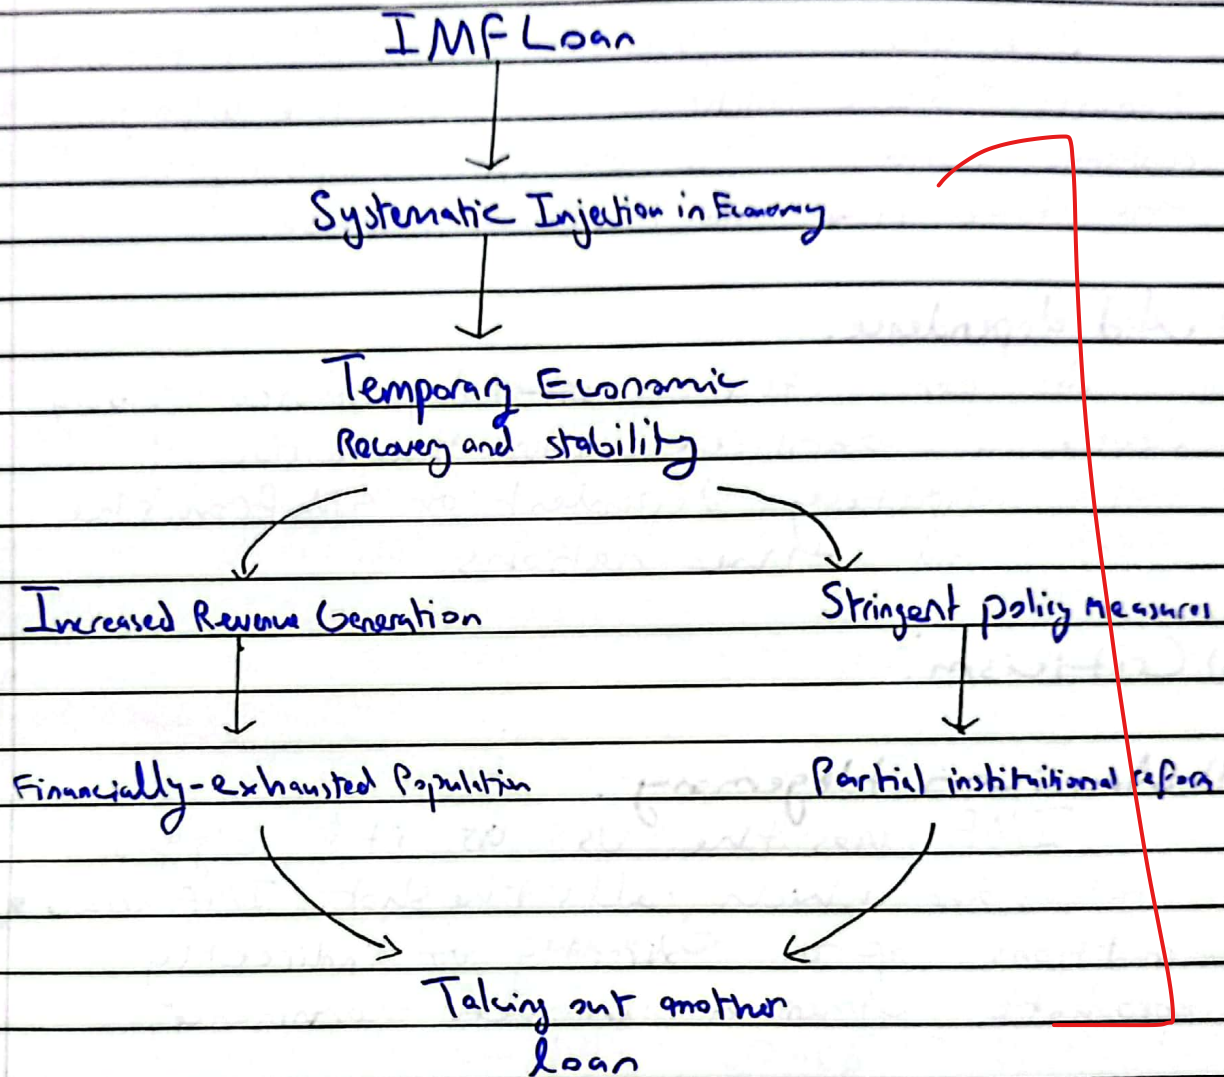 IMF Loan
Systematic Injection in Economy
Temporary Economic
Recovery and stability
Increased Revenue Generation
Stringent policy measures
Financially-exhausted Population
Partial instituitional reform
Taking out another
loan